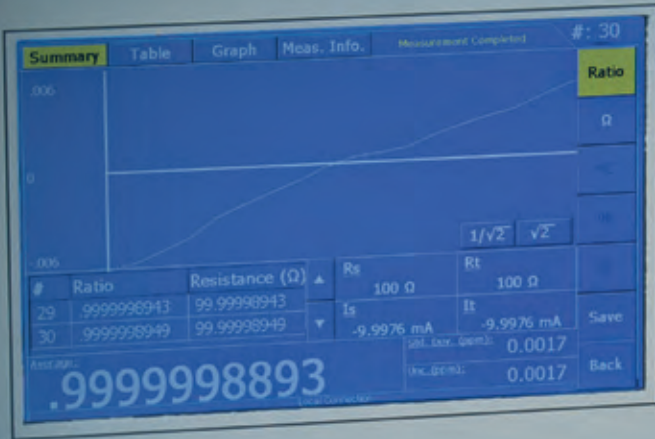 #: 30
Summary Table Graph Meas. Info. Measurement Completed
Ratio
.006
Ω
0
1/√2 √2
-.006
# Ratio Resistance (Ω) ▲ Rs 100 Ω Rt 100 Ω
29 .9999998943 99.99998943
30 .9999998949 99.99998949 ▼ Is -9.9976 mA It -9.9976 mA Save
Average: .9999998893
Std. Dev. (ppm): 0.0017
Unc.(ppm): 0.0017 Back
Local Connection